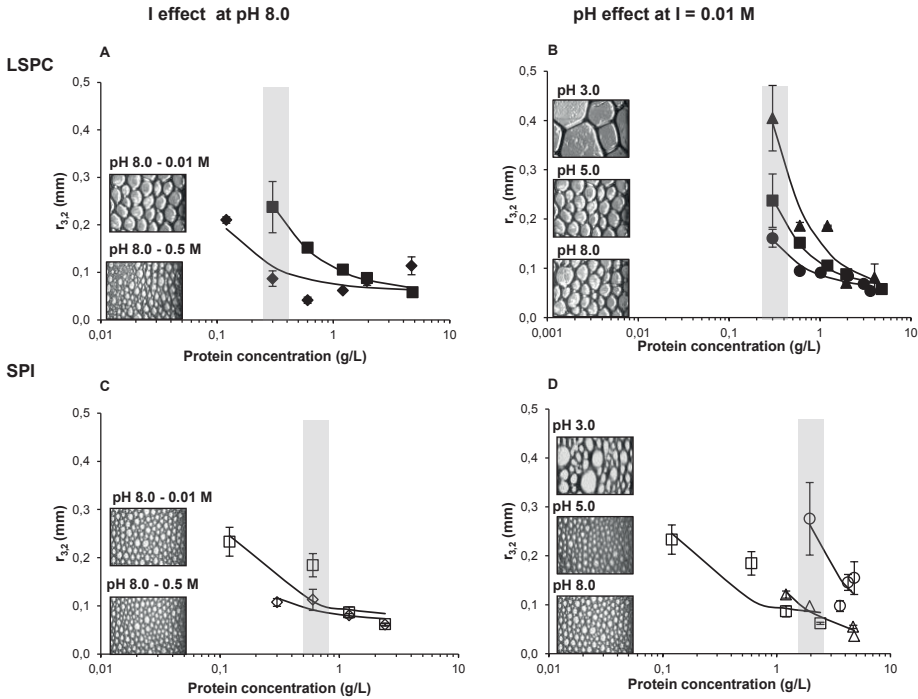 I effect at pH 8.0
pH effect at I = 0.01 M
LSPC
A
0,5
0,4
0,3
0,2
0,1
0,0
r3,2 (mm)
pH 8.0 - 0.01 M
pH 8.0 - 0.5 M
0,01
0,1
1
10
Protein concentration (g/L)
B
0,5
0,4
0,3
0,2
0,1
0,0
r3,2 (mm)
pH 3.0
pH 5.0
pH 8.0
0,001
0,01
0,1
1
10
Protein concentration (g/L)
SPI
C
0,5
0,4
0,3
0,2
0,1
0,0
r3,2 (mm)
pH 8.0 - 0.01 M
pH 8.0 - 0.5 M
0,01
0,1
1
10
Protein concentration (g/L)
D
0,5
0,4
0,3
0,2
0,1
0,0
r3,2 (mm)
pH 3.0
pH 5.0
pH 8.0
0,01
0,1
1
10
Protein concentration (g/L)